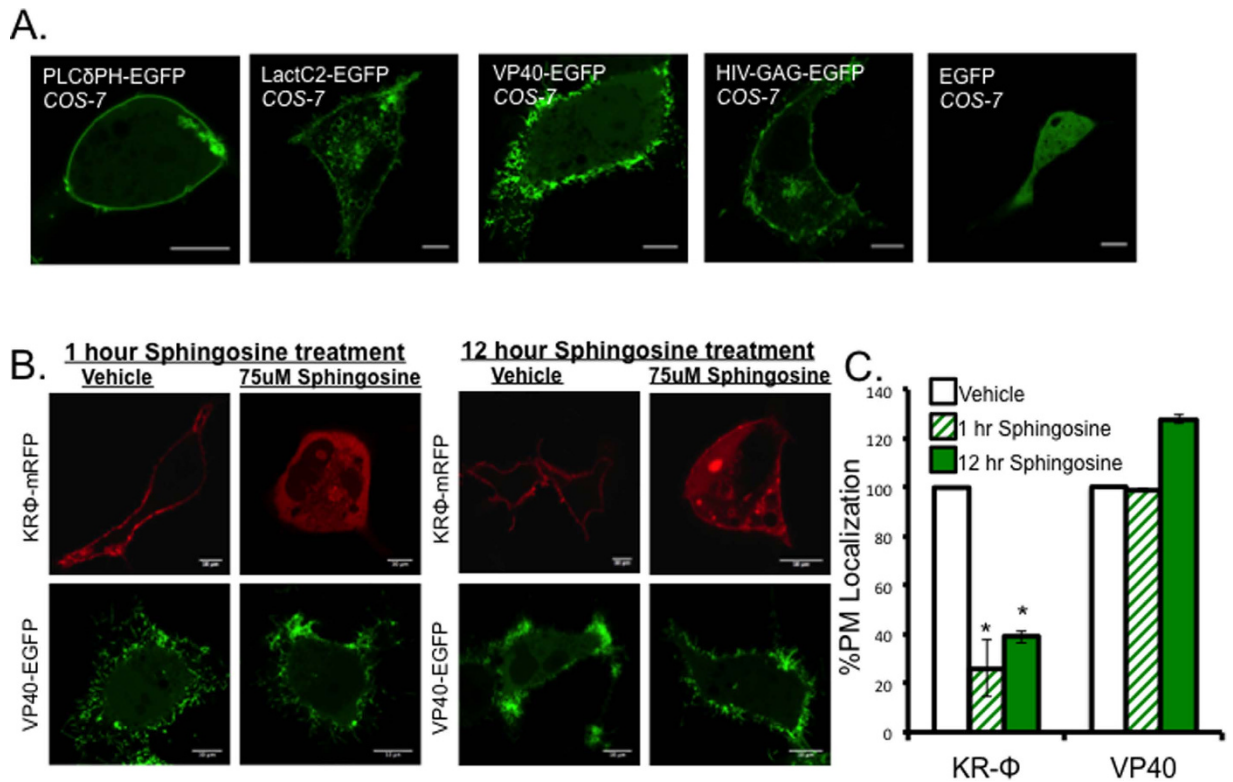 A.
PLCδPH-EGFP
COS-7
LactC2-EGFP
COS-7
VP40-EGFP
COS-7
HIV-GAG-EGFP
COS-7
EGFP
COS-7
B.
1 hour Sphingosine treatment
Vehicle
75uM Sphingosine
12 hour Sphingosine treatment
Vehicle
75uM Sphingosine
KRΦ-mRFP
KRΦ-mRFP
VP40-EGFP
VP40-EGFP
C.
%PM Localization
140
120
100
80
60
40
20
0
Vehicle
1 hr Sphingosine
12 hr Sphingosine
*
*
KR-Φ
VP40